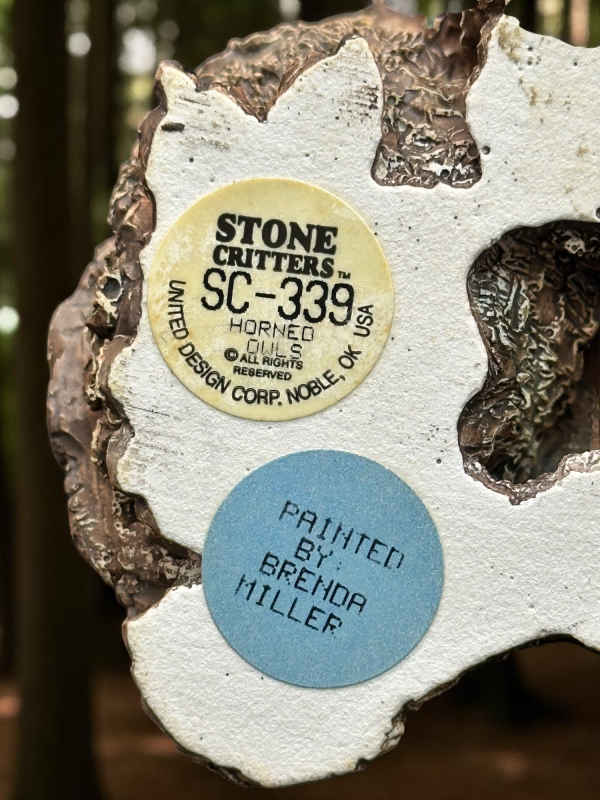 STONE
CRITTERS™
SC-339
HORNED
OWLS
© ALL RIGHTS
RESERVED
UNITED DESIGN CORP. NOBLE, OK USA
PAINTED
BY:
BRENDA
MILLER